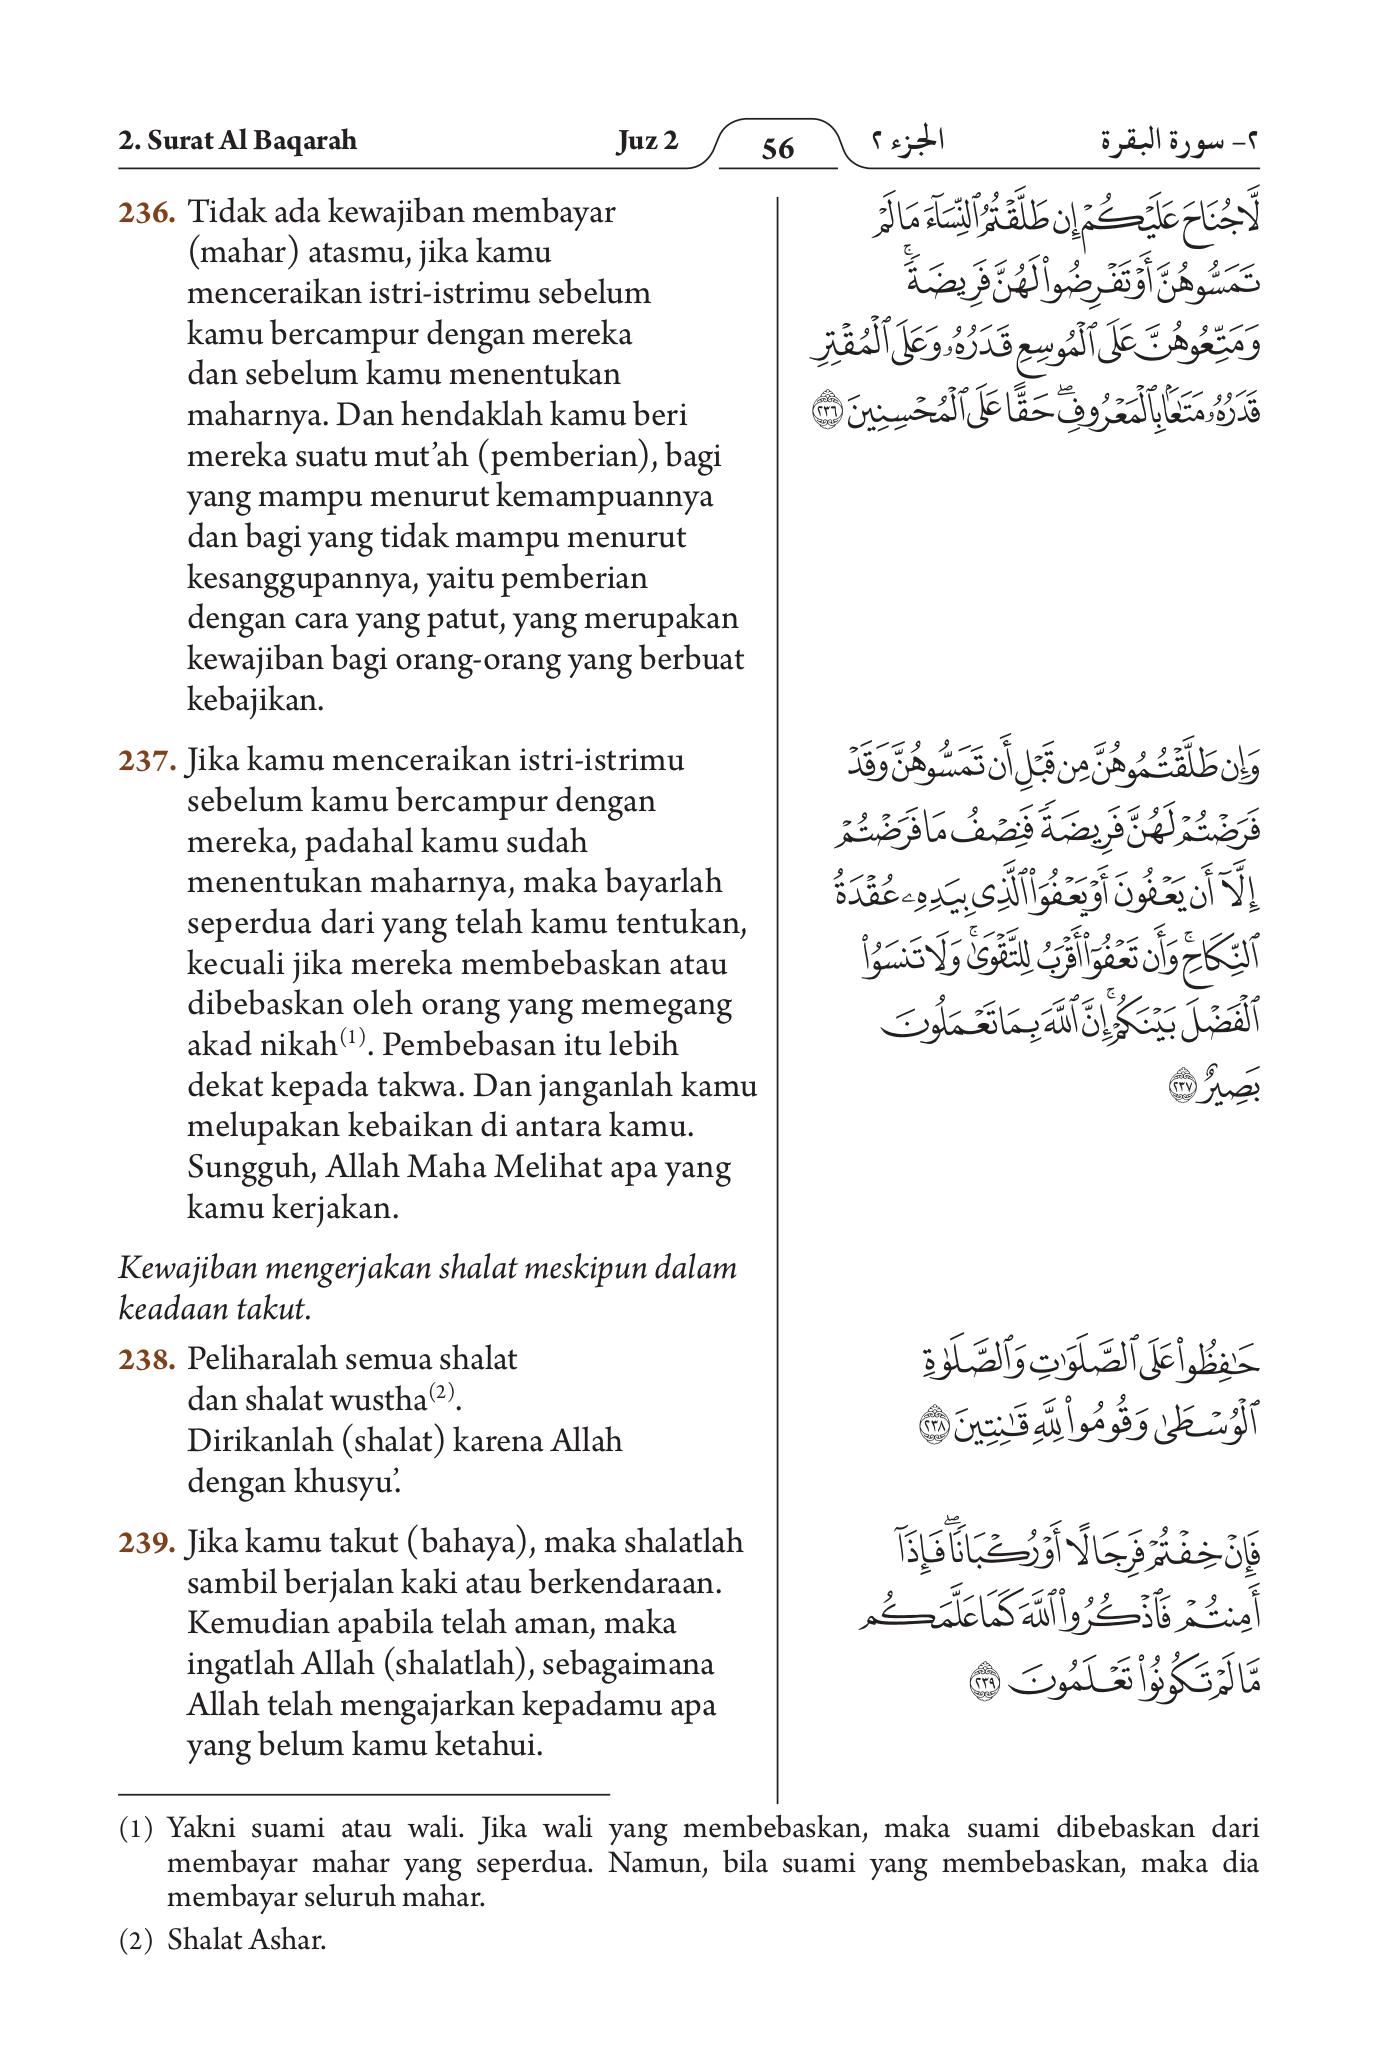 2. Surat Al Baqarah
Juz 2
56
الجزء ٢
٢- سورة البقرة
236. Tidak ada kewajiban membayar
(mahar) atasmu, jika kamu
menceraikan istri-istrimu sebelum
kamu bercampur dengan mereka
dan sebelum kamu menentukan
maharnya. Dan hendaklah kamu beri
mereka suatu mut’ah (pemberian), bagi
yang mampu menurut kemampuannya
dan bagi yang tidak mampu menurut
kesanggupannya, yaitu pemberian
dengan cara yang patut, yang merupakan
kewajiban bagi orang-orang yang berbuat
kebajikan.
لَّا جُنَاحَ عَلَيْكُمْ إِن طَلَّقْتُمُ ٱلنِّسَآءَ مَا لَمْ
تَمَسُّوهُنَّ أَوْ تَفْرِضُوا۟ لَهُنَّ فَرِيضَةً ۚ
وَمَتِّعُوهُنَّ عَلَى ٱلْمُوسِعِ قَدَرُهُۥ وَعَلَى ٱلْمُقْتِرِ
قَدَرُهُۥ مَتَـٰعًۢا بِٱلْمَعْرُوفِ ۖ حَقًّا عَلَى ٱلْمُحْسِنِينَ ٢٣٦
237. Jika kamu menceraikan istri-istrimu
sebelum kamu bercampur dengan
mereka, padahal kamu sudah
menentukan maharnya, maka bayarlah
seperdua dari yang telah kamu tentukan,
kecuali jika mereka membebaskan atau
dibebaskan oleh orang yang memegang
akad nikah(1). Pembebasan itu lebih
dekat kepada takwa. Dan janganlah kamu
melupakan kebaikan di antara kamu.
Sungguh, Allah Maha Melihat apa yang
kamu kerjakan.
وَإِن طَلَّقْتُمُوهُنَّ مِن قَبْلِ أَن تَمَسُّوهُنَّ وَقَدْ
فَرَضْتُمْ لَهُنَّ فَرِيضَةً فَنِصْفُ مَا فَرَضْتُمْ
إِلَّآ أَن يَعْفُونَ أَوْ يَعْفُوَا۟ ٱلَّذِى بِيَدِهِۦ عُقْدَةُ
ٱلنِّكَاحِ ۚ وَأَن تَعْفُوٓا۟ أَقْرَبُ لِلتَّقْوَىٰ ۚ وَلَا تَنسَوُا۟
ٱلْفَضْلَ بَيْنَكُمْ ۚ إِنَّ ٱللَّهَ بِمَا تَعْمَلُونَ
بَصِيرٌ ٢٣٧
Kewajiban mengerjakan shalat meskipun dalam
keadaan takut.
238. Peliharalah semua shalat
dan shalat wustha(2).
Dirikanlah (shalat) karena Allah
dengan khusyu’.
حَـٰفِظُوا۟ عَلَى ٱلصَّلَوَٰتِ وَٱلصَّلَوٰةِ
ٱلْوُسْطَىٰ وَقُومُوا۟ لِلَّهِ قَـٰنِتِينَ ٢٣٨
239. Jika kamu takut (bahaya), maka shalatlah
sambil berjalan kaki atau berkendaraan.
Kemudian apabila telah aman, maka
ingatlah Allah (shalatlah), sebagaimana
Allah telah mengajarkan kepadamu apa
yang belum kamu ketahui.
فَإِنْ خِفْتُمْ فَرِجَالًا أَوْ رُكْبَانًا ۖ فَإِذَآ
أَمِنتُمْ فَٱذْكُرُوا۟ ٱللَّهَ كَمَا عَلَّمَكُم
مَّا لَمْ تَكُونُوا۟ تَعْلَمُونَ ٢٣٩
(1) Yakni suami atau wali. Jika wali yang membebaskan, maka suami dibebaskan dari
membayar mahar yang seperdua. Namun, bila suami yang membebaskan, maka dia
membayar seluruh mahar.
(2) Shalat Ashar.